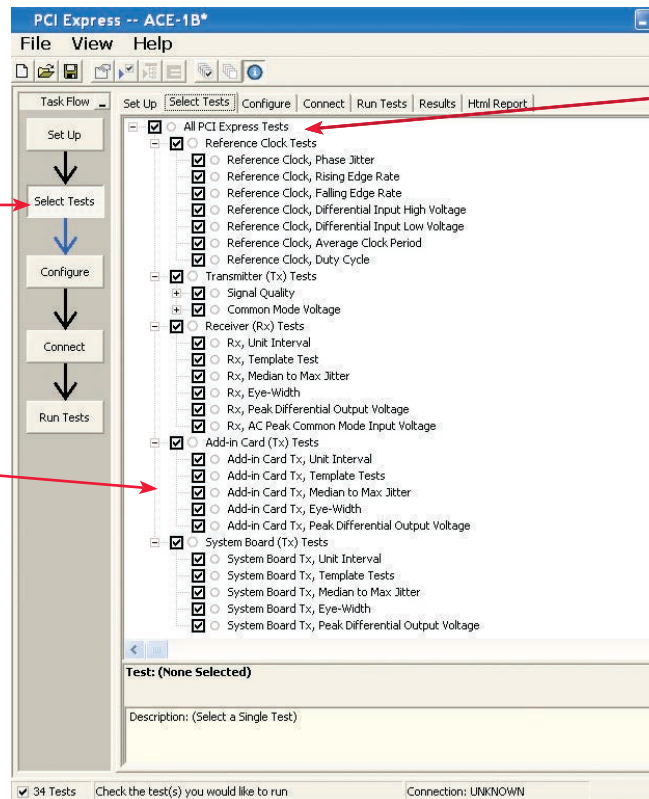 PCI Express -- ACE-1B*
File View Help
Task Flow
Set Up
Select Tests
Configure
Connect
Run Tests
Set Up Select Tests Configure Connect Run Tests Results Html Report
All PCI Express Tests
Reference Clock Tests
Reference Clock, Phase Jitter
Reference Clock, Rising Edge Rate
Reference Clock, Falling Edge Rate
Reference Clock, Differential Input High Voltage
Reference Clock, Differential Input Low Voltage
Reference Clock, Average Clock Period
Reference Clock, Duty Cycle
Transmitter (Tx) Tests
Signal Quality
Common Mode Voltage
Receiver (Rx) Tests
Rx, Unit Interval
Rx, Template Test
Rx, Median to Max Jitter
Rx, Eye-Width
Rx, Peak Differential Output Voltage
Rx, AC Peak Common Mode Input Voltage
Add-in Card (Tx) Tests
Add-in Card Tx, Unit Interval
Add-in Card Tx, Template Tests
Add-in Card Tx, Median to Max Jitter
Add-in Card Tx, Eye-Width
Add-in Card Tx, Peak Differential Output Voltage
System Board (Tx) Tests
System Board Tx, Unit Interval
System Board Tx, Template Tests
System Board Tx, Median to Max Jitter
System Board Tx, Eye-Width
System Board Tx, Peak Differential Output Voltage
Test: (None Selected)
Description: (Select a Single Test)
34 Tests Check the test(s) you would like to run Connection: UNKNOWN